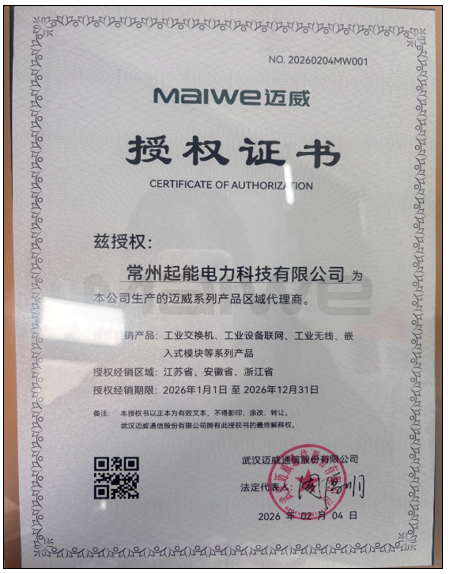 NO. 20260204MW001
maiwe迈威
授权证书
CERTIFICATE OF AUTHORIZATION
兹授权：
常州起能电力科技有限公司 为
本公司生产的迈威系列产品区域代理商。
授权经销产品：工业交换机、工业设备联网、工业无线、嵌
入式模块等系列产品
授权经销区域：江苏省、安徽省、浙江省
授权经销期限：2026年1月1日 至 2026年12月31日
备注： 本授权书以正本为有效文本，不得影印、涂改、转让。
武汉迈威通信股份有限公司拥有此授权书的最终解释权。
武汉迈威通信股份有限公司
法定代表人：
2026 年 02 月 04 日